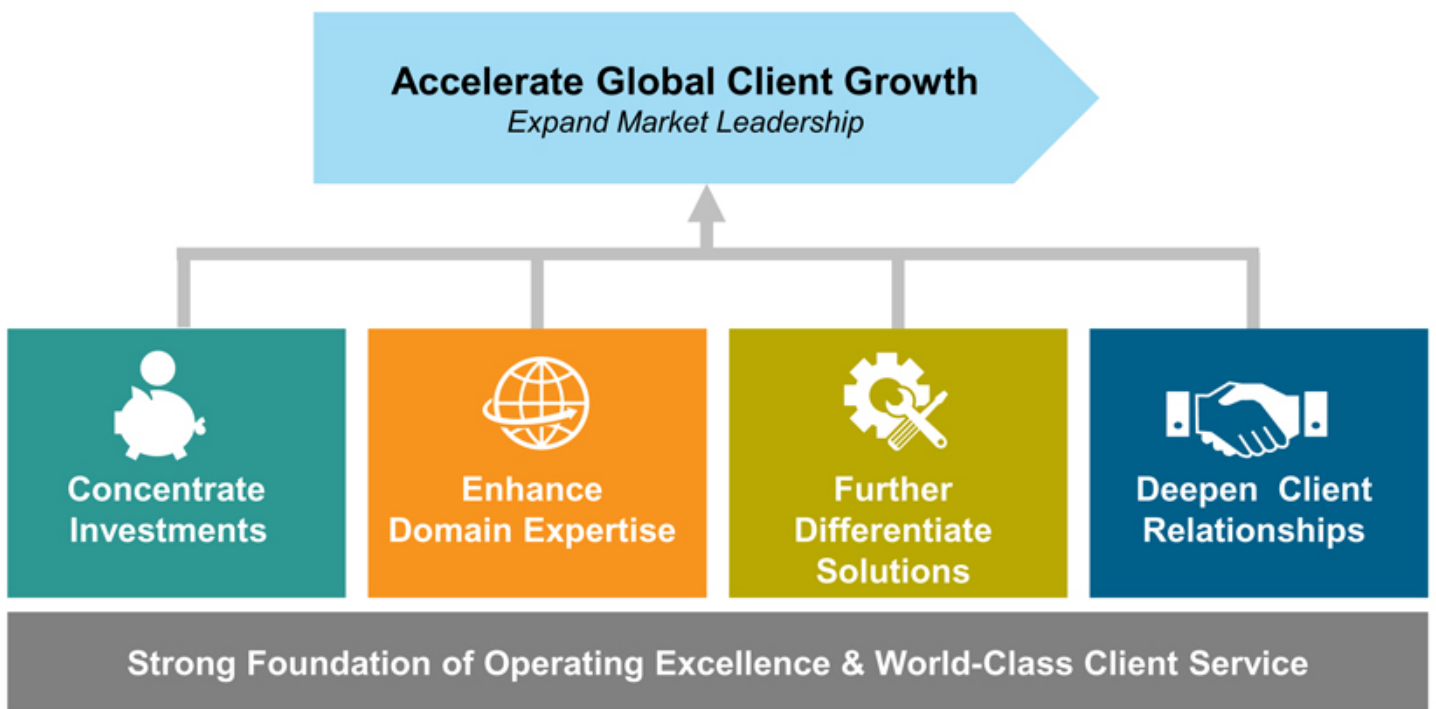 Accelerate Global Client Growth
Expand Market Leadership
Concentrate
Investments
Enhance
Domain Expertise
Further
Differentiate
Solutions
Deepen Client
Relationships
Strong Foundation of Operating Excellence & World-Class Client Service